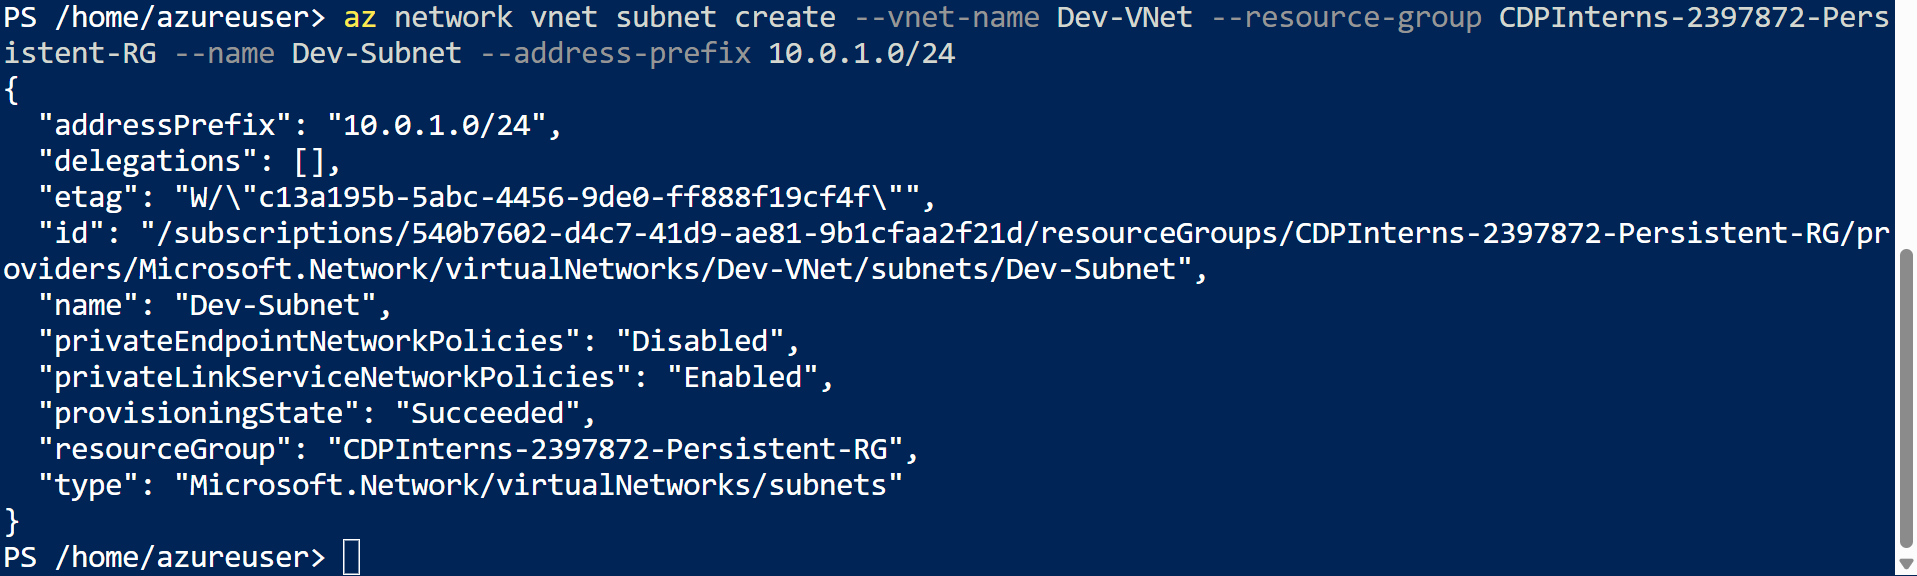 PS /home/azureuser> az network vnet subnet create --vnet-name Dev-VNet --resource-group CDPInterns-2397872-Pers
istent-RG --name Dev-Subnet --address-prefix 10.0.1.0/24
{
  "addressPrefix": "10.0.1.0/24",
  "delegations": [],
  "etag": "W/\"c13a195b-5abc-4456-9de0-ff888f19cf4f\"",
  "id": "/subscriptions/540b7602-d4c7-41d9-ae81-9b1cfaa2f21d/resourceGroups/CDPInterns-2397872-Persistent-RG/pr
oviders/Microsoft.Network/virtualNetworks/Dev-VNet/subnets/Dev-Subnet",
  "name": "Dev-Subnet",
  "privateEndpointNetworkPolicies": "Disabled",
  "privateLinkServiceNetworkPolicies": "Enabled",
  "provisioningState": "Succeeded",
  "resourceGroup": "CDPInterns-2397872-Persistent-RG",
  "type": "Microsoft.Network/virtualNetworks/subnets"
}
PS /home/azureuser>